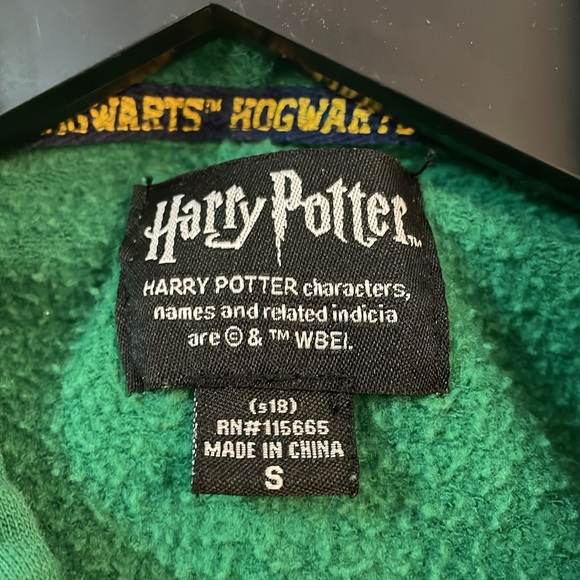 HOGWARTS™ HOGWARTS
Harry Potter™
HARRY POTTER characters,
names and related indicia
are © & ™ WBEI.
(s18)
RN#115665
MADE IN CHINA
S